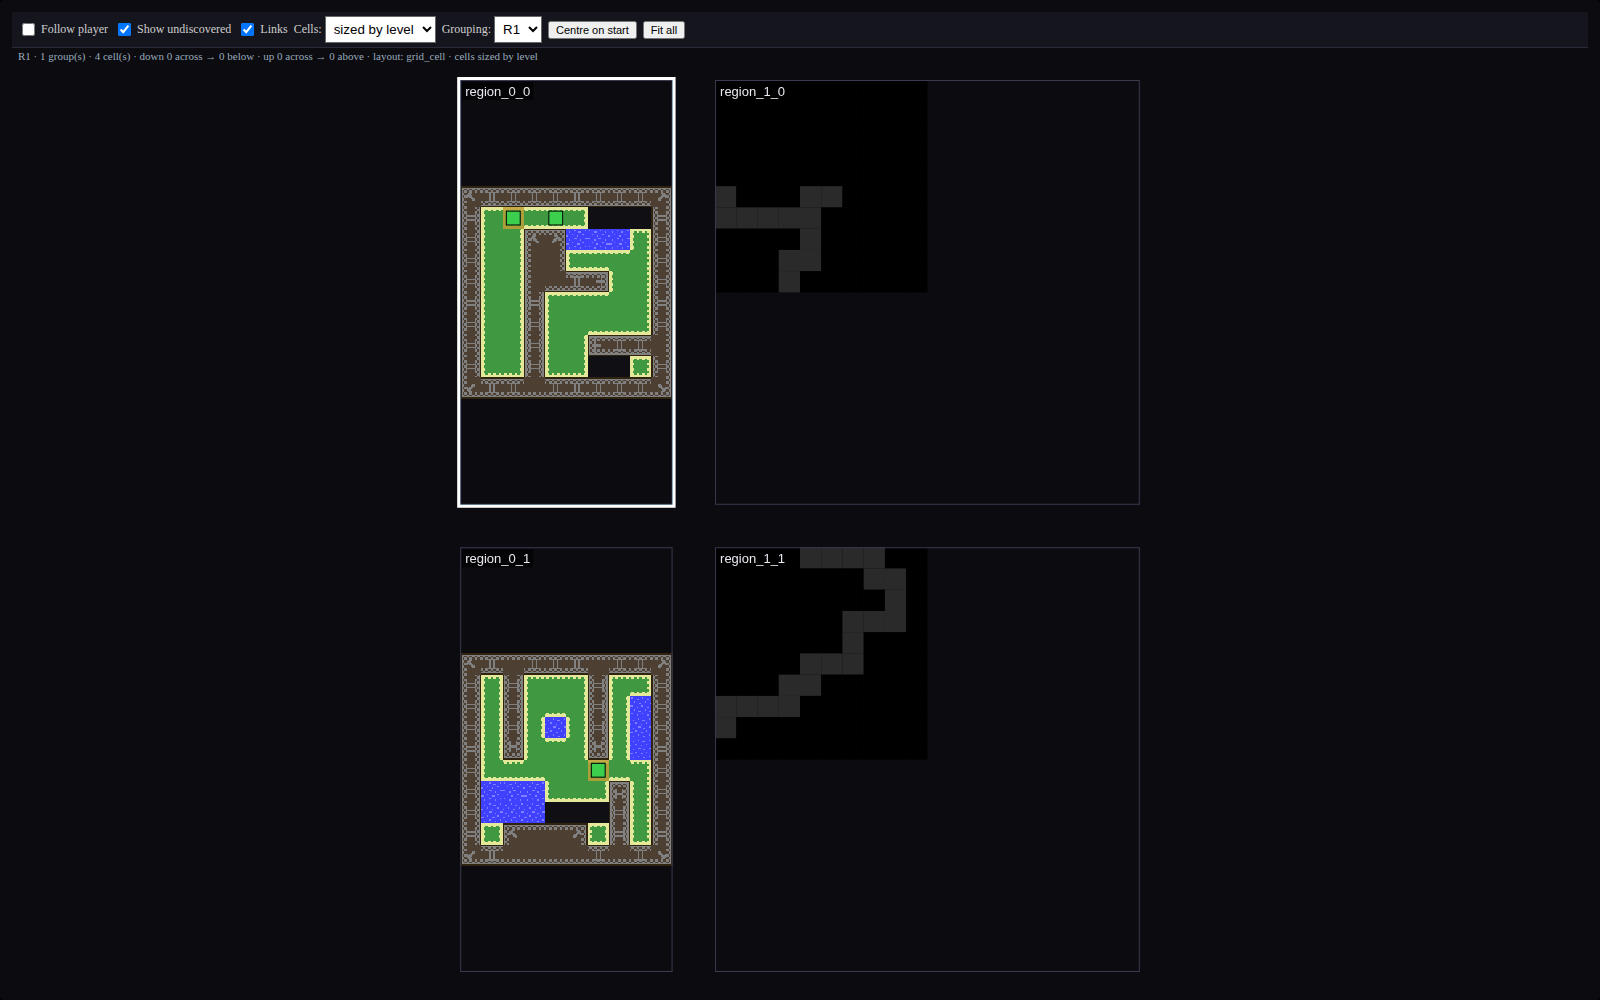 Follow player Show undiscovered Links Cells: sized by level Grouping: R1 Centre on start Fit all
R1 · 1 group(s) · 4 cell(s) · down 0 across → 0 below · up 0 across → 0 above · layout: grid_cell · cells sized by level
region_0_0 region_1_0
region_0_1 region_1_1